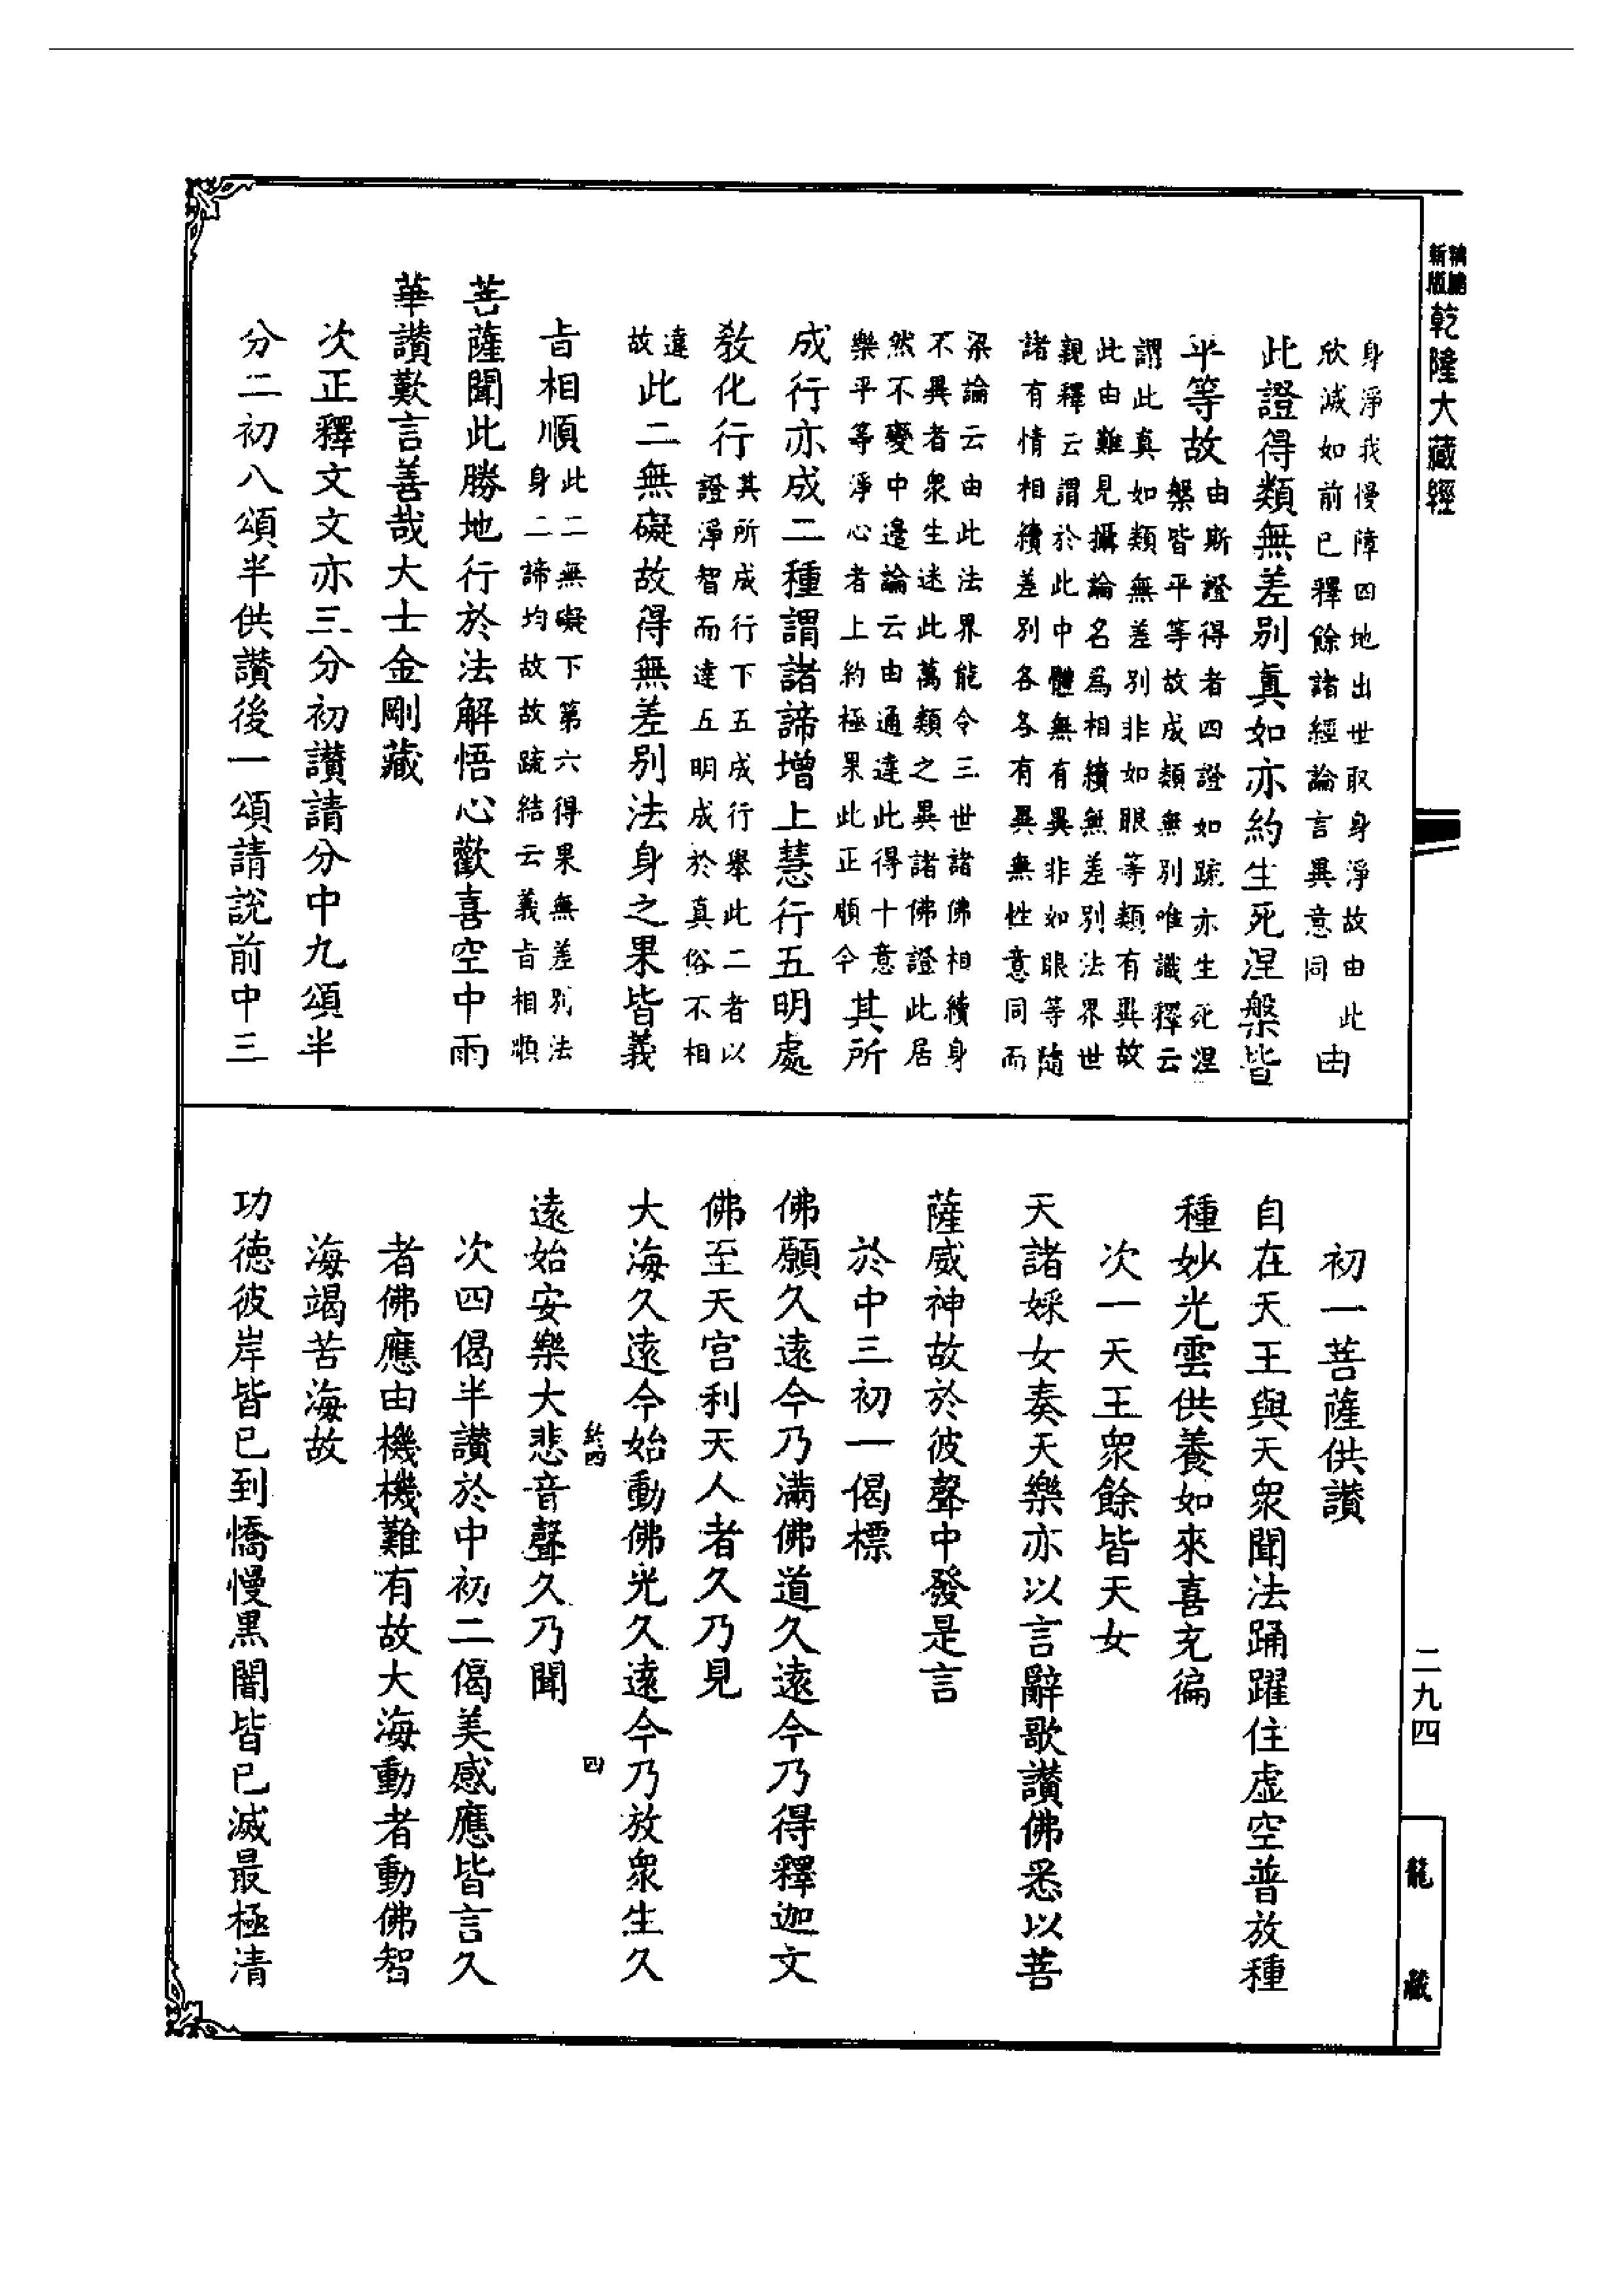 新版 精編 乾隆大藏經
身淨我慢障四地出世取身淨故由此
欣滅如前已釋餘諸經論言異意同
由
此證得類無差別真如亦約生死涅槃皆
平等故
由斯證得者四證如疏亦生死涅
槃皆平等故成類無別唯識釋云
謂此真如類無差別非如眼等類有異故
此由難見攝論名為相續無差別法界世
親釋云謂於此中體無有異非如眼等隨
諸有情相續差別各各有異無性意同而
梁論云由此法界能令三世諸佛相續身
不異者衆生迷此萬類之異諸佛證此居
然不變中邊論云由通達此得十意
樂平等淨心者上約極果此正順今
其所
成行亦成二種謂諸諦增上慧行五明處
教化行
其所成行下五成行舉此二者以
證淨智而達五明成於真俗不相
違
故
此二無礙故得無差別法身之果皆義
旨相順
此二無礙下第六得果無差別法
身二諦均故故疏結云義旨相順
菩薩聞此勝地行於法解悟心歡喜空中雨
華讚歎言善哉大士金剛藏
次正釋文文亦三分初讚請分中九頌半
分二初八頌半供讚後一頌請說前中三
初一菩薩供讚
自在天王與天衆聞法踊躍住虛空普放種
種妙光雲供養如來喜充徧
次一天王衆餘皆天女
天諸婇女奏天樂亦以言辭歌讚佛悉以菩
薩威神故於彼聲中發是言
於中三初一偈標
佛願久遠今乃滿佛道久遠今乃得釋迦文
佛至天宮利天人者久乃見
大海久遠今始動佛光久遠今乃放衆生久
遠始安樂大悲音聲久乃聞
次四偈半讚於中初二偈美感應皆言久
者佛應由機機難有故大海動者動佛智
海竭苦海故
功德彼岸皆已到憍慢黑闇皆已滅最極清
二九四
龍藏